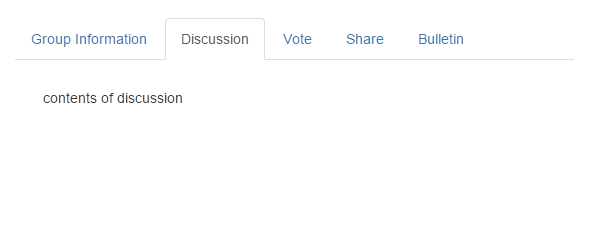 Group Information Discussion Vote Share Bulletin
contents of discussion